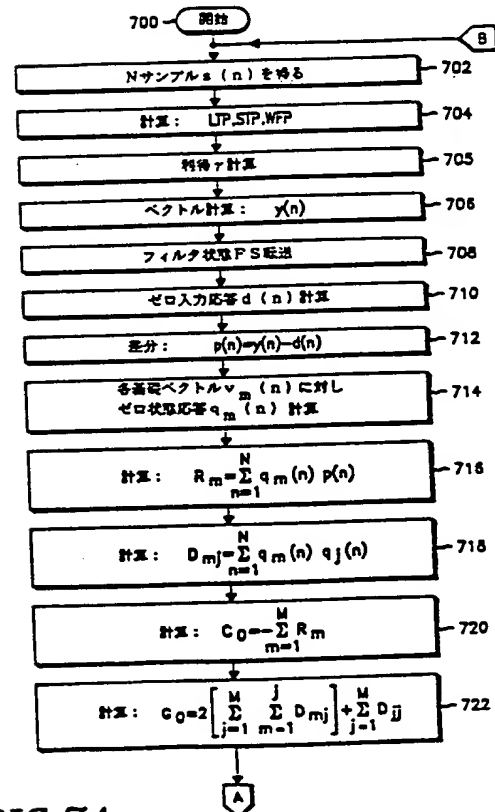 700
開始
B
Nサンプルs(n)を得る
702
計算: LTP,STP,WFP
704
利得γ計算
705
ベクトル計算: y(n)
706
フィルタ状態FS転送
708
ゼロ入力応答d(n)計算
710
差分: p(n)=y(n)-d(n)
712
各基礎ベクトルv_m(n)に対し
ゼロ状態応答q_m(n)計算
714
計算: R_m=Σ_{n=1}^{N} q_m(n) p(n)
716
計算: D_mj=Σ_{n=1}^{N} q_m(n) q_j(n)
718
計算: C_0=-Σ_{m=1}^{M} R_m
720
計算: G_0=2[Σ_{j=1}^{M} Σ_{m=1}^{j} D_mj]+Σ_{j=1}^{M} D_jj
722
A